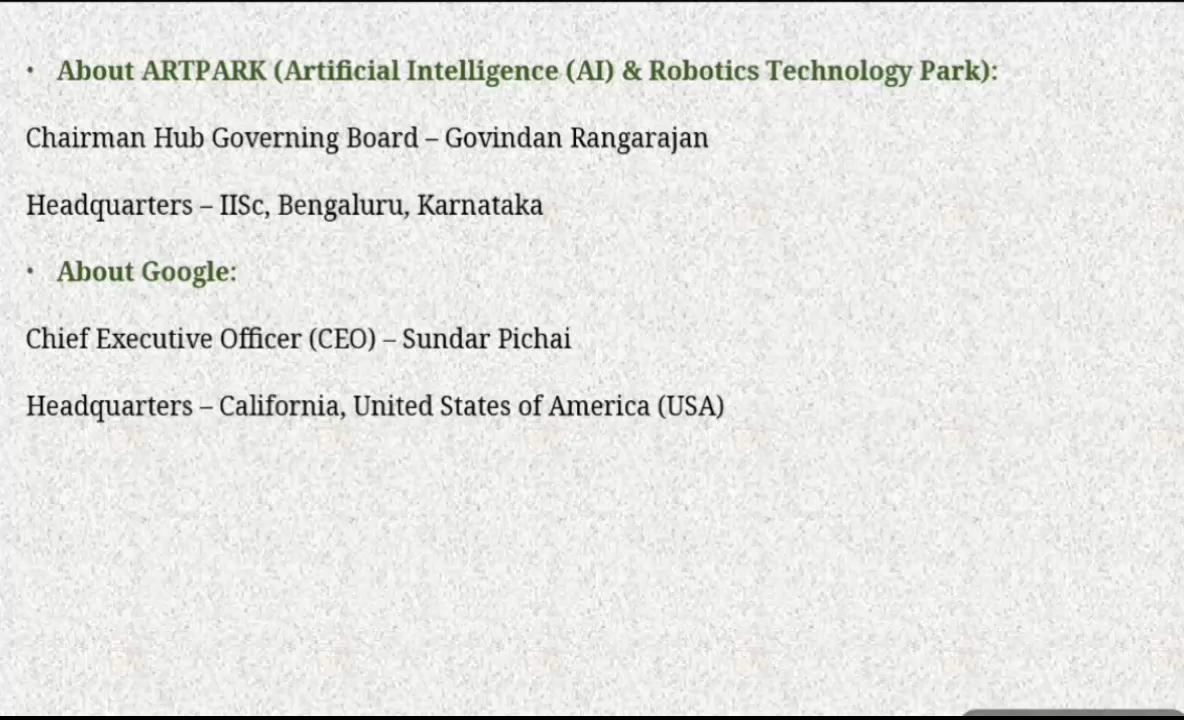 • About ARTPARK (Artificial Intelligence (AI) & Robotics Technology Park):
Chairman Hub Governing Board – Govindan Rangarajan
Headquarters – IISc, Bengaluru, Karnataka
• About Google:
Chief Executive Officer (CEO) – Sundar Pichai
Headquarters – California, United States of America (USA)